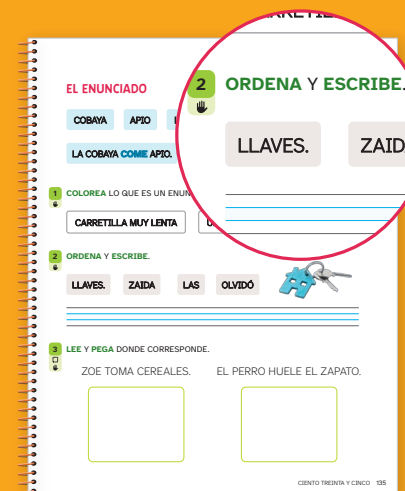 EL ENUNCIADO
COBAYA APIO
LA COBAYA COME APIO.
1 COLOREA LO QUE ES UN
CARRETILLA MUY LENTA
2 ORDENA Y ESCRIBE.
LLAVES. ZAIDA LAS OLVIDÓ
3 LEE Y PEGA DONDE CORRESPONDE.
ZOE TOMA CEREALES. EL PERRO HUELE EL ZAPATO.
CIENTO TREINTA Y CINCO 135
2 ORDENA Y ESCRIBE.
LLAVES. ZAID